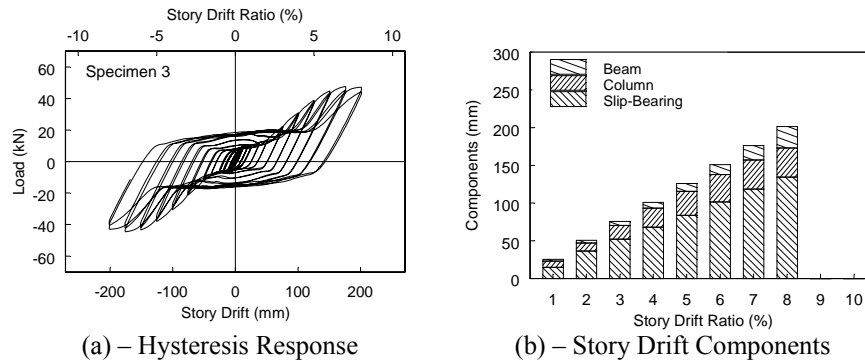 Story Drift Ratio (%)
-10 -5 0 5 10
Specimen 3
Load (kN)
60
40
20
0
-20
-40
-60
-200 -100 0 100 200
Story Drift (mm)
(a) – Hysteresis Response
300
250
200
150
100
50
0
Components (mm)
Beam
Column
Slip-Bearing
1 2 3 4 5 6 7 8 9 10
Story Drift Ratio (%)
(b) – Story Drift Components